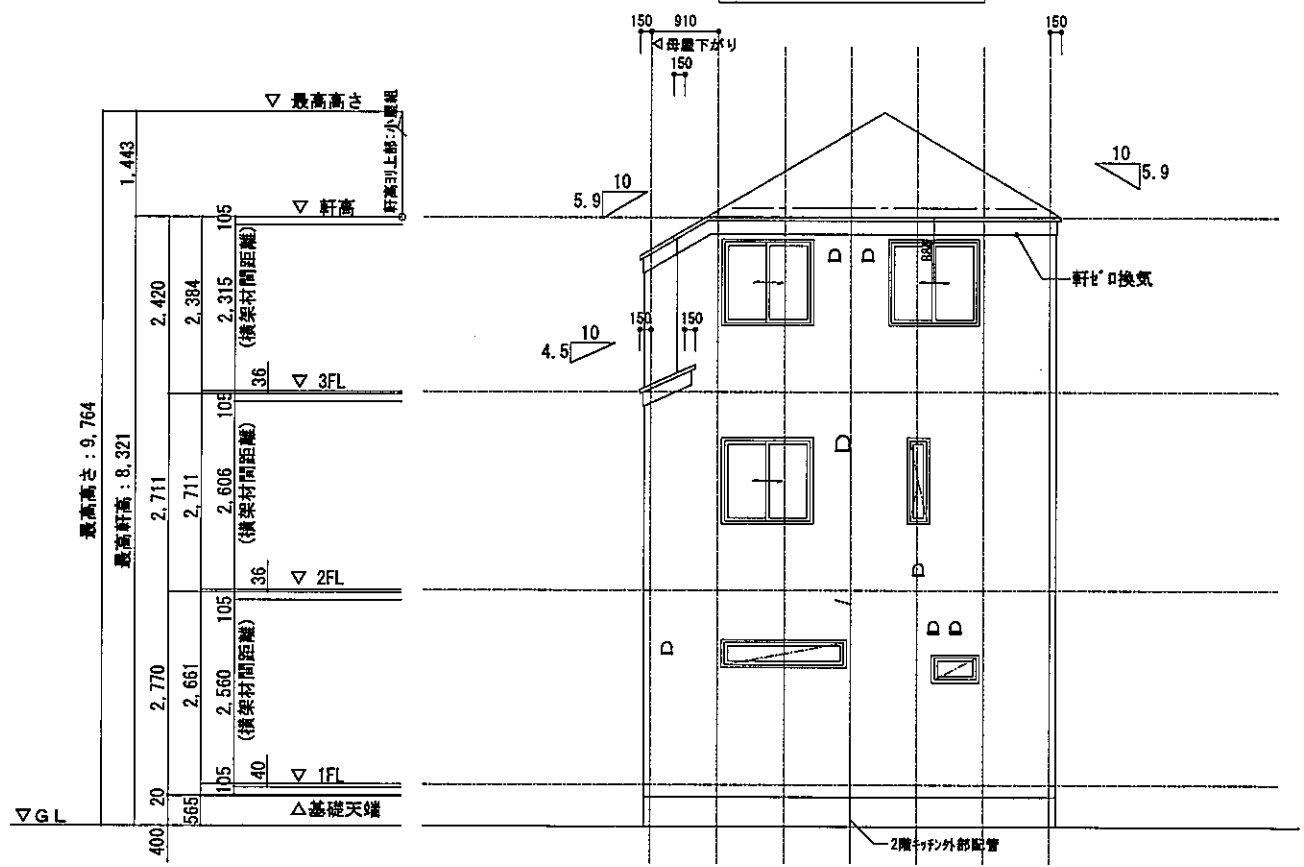 150
910
150
◁母屋下がり
150
▽ 最高高さ
軒高到上部:小屋組
1,443
10
5.9
10
5.9
▽ 軒高
105
2,420
2,384
2,315
(横架材間距離)
885
軒ゼロ換気
150
150
10
4.5
36
▽ 3FL
105
最高高さ:9,764
最高軒高:8,321
2,711
2,711
2,606
(横架材間距離)
36
▽ 2FL
105
2,770
2,661
2,560
(横架材間距離)
40
▽ 1FL
105
20
565
△基礎天端
▽GL
400
2階キッチン外部配管